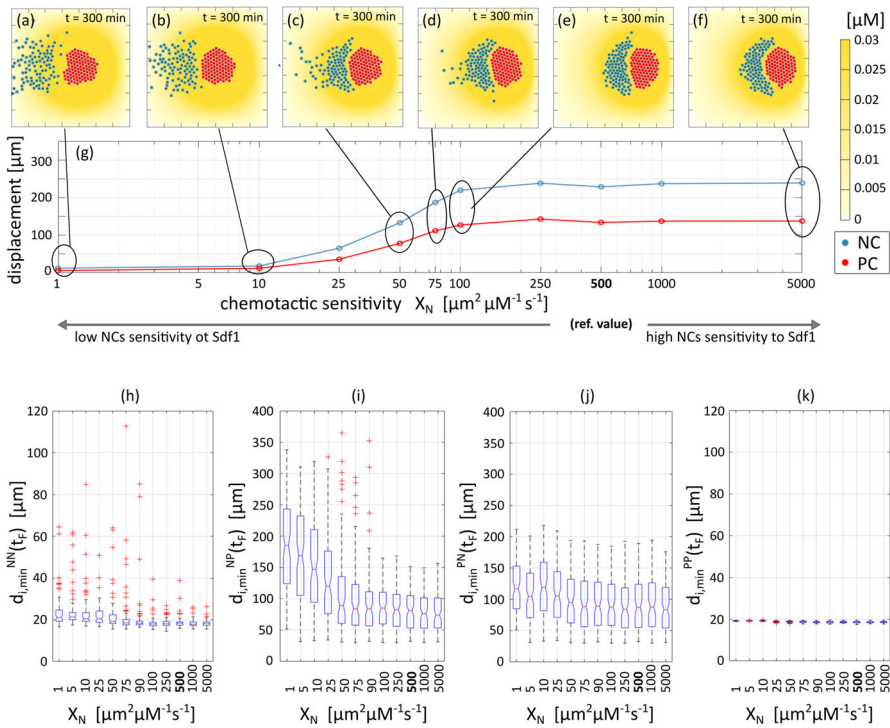 (a) t = 300 min
(b) t = 300 min
(c) t = 300 min
(d) t = 300 min
(e) t = 300 min
(f) t = 300 min
[µM]
0.03
0.025
0.02
0.015
0.01
0.005
0
NC
PC
(g)
displacement [µm]
300
200
100
0
1 5 10 25 50 75 100 250 500 1000 5000
chemotactic sensitivity X_N [µm² µM⁻¹ s⁻¹]
(ref. value)
low NCs sensitivity ot Sdf1
high NCs sensitivity to Sdf1
(h)
d_{i,min}^{NN}(t_F) [µm]
120
100
80
60
40
20
0
1 5 10 25 50 75 90 100 250 500 1000 5000
X_N [µm²µM⁻¹s⁻¹]
(i)
d_{i,min}^{NP}(t_F) [µm]
400
350
300
250
200
150
100
50
0
1 5 10 25 50 75 90 100 250 500 1000 5000
X_N [µm²µM⁻¹s⁻¹]
(j)
d_{i,min}^{PN}(t_F) [µm]
400
350
300
250
200
150
100
50
0
1 5 10 25 50 75 90 100 250 500 1000 5000
X_N [µm²µM⁻¹s⁻¹]
(k)
d_{i,min}^{PP}(t_F) [µm]
120
100
80
60
40
20
0
1 5 10 25 50 75 90 100 250 500 1000 5000
X_N [µm²µM⁻¹s⁻¹]